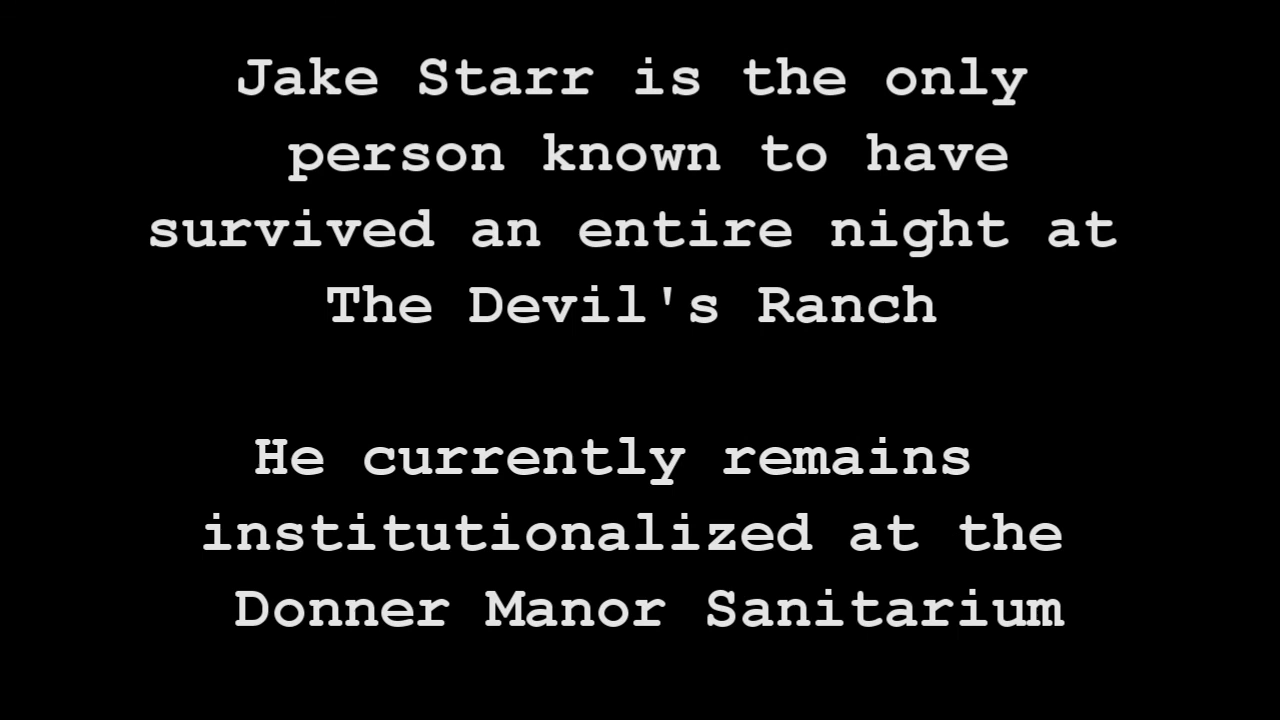 Jake Starr is the only
person known to have
survived an entire night at
The Devil's Ranch
He currently remains
institutionalized at the
Donner Manor Sanitarium